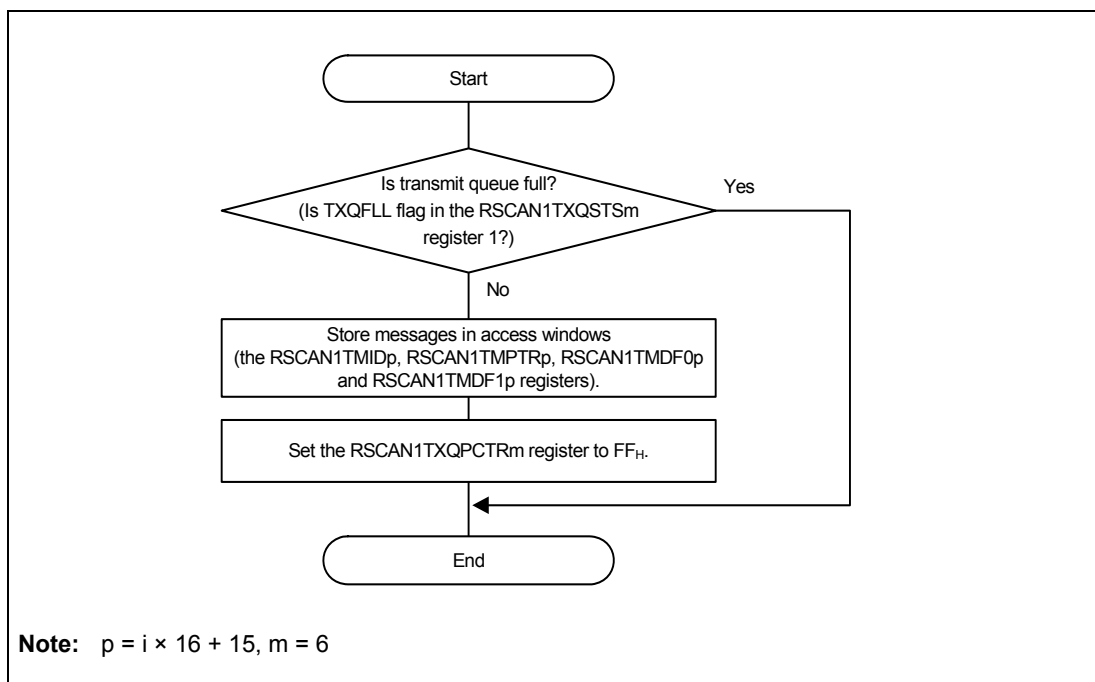 Start
Is transmit queue full?
(Is TXQFLL flag in the RSCAN1TXQSTSm
register 1?)
Yes
No
Store messages in access windows
(the RSCAN1TMIDp, RSCAN1TMPTRp, RSCAN1TMDF0p
and RSCAN1TMDF1p registers).
Set the RSCAN1TXQPCTRm register to FFH.
End
Note: p = i × 16 + 15, m = 6